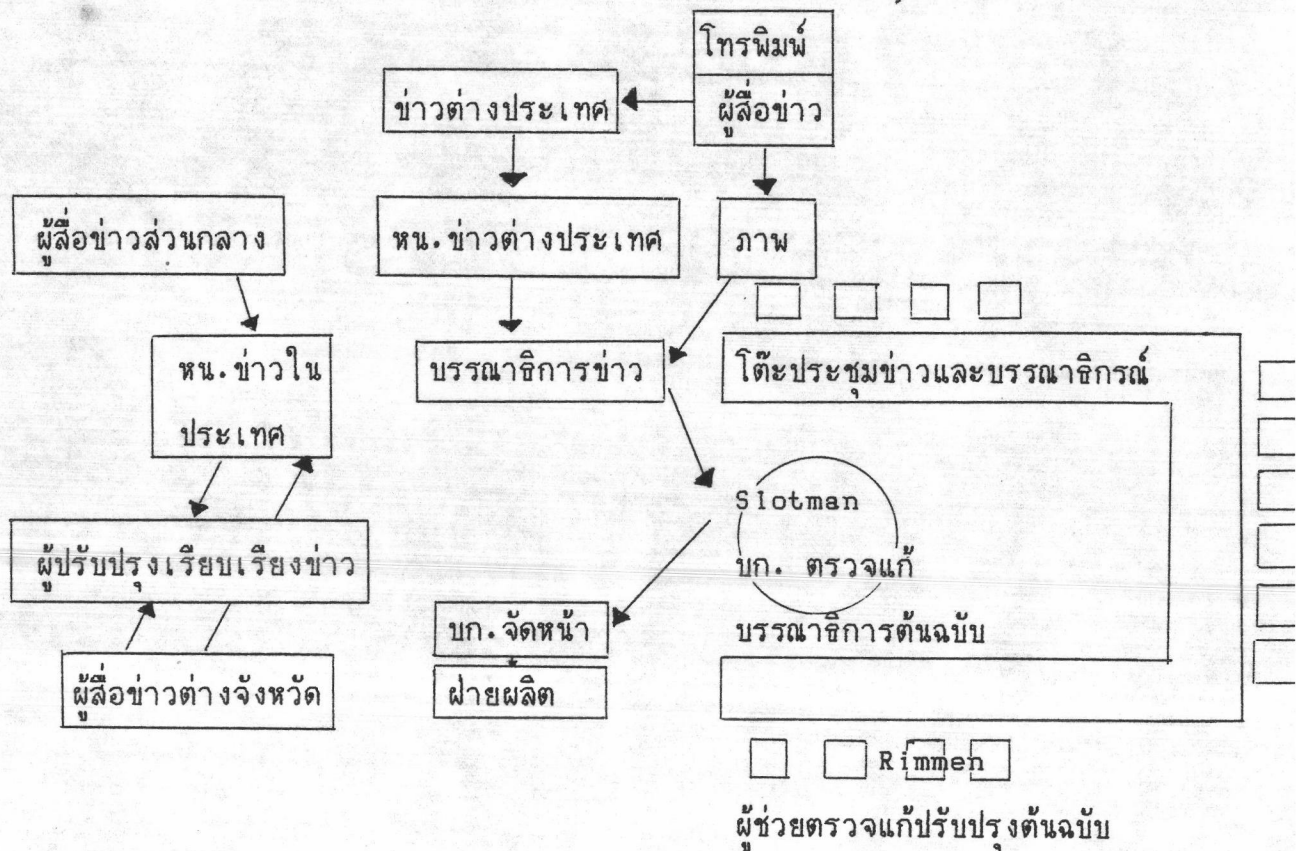 โทรพิมพ์
ผู้สื่อข่าว
ข่าวต่างประเทศ
ผู้สื่อข่าวส่วนกลาง
หน.ข่าวต่างประเทศ
ภาพ
หน.ข่าวใน
ประเทศ
บรรณาธิการข่าว
โต๊ะประชุมข่าวและบรรณาธิกรณ์
Slotman
บก. ตรวจแก้
ผู้ปรับปรุงเรียบเรียงข่าว
บก.จัดหน้า
บรรณาธิการต้นฉบับ
ผู้สื่อข่าวต่างจังหวัด
ฝ่ายผลิต
Rimmen
ผู้ช่วยตรวจแก้ปรับปรุงต้นฉบับ